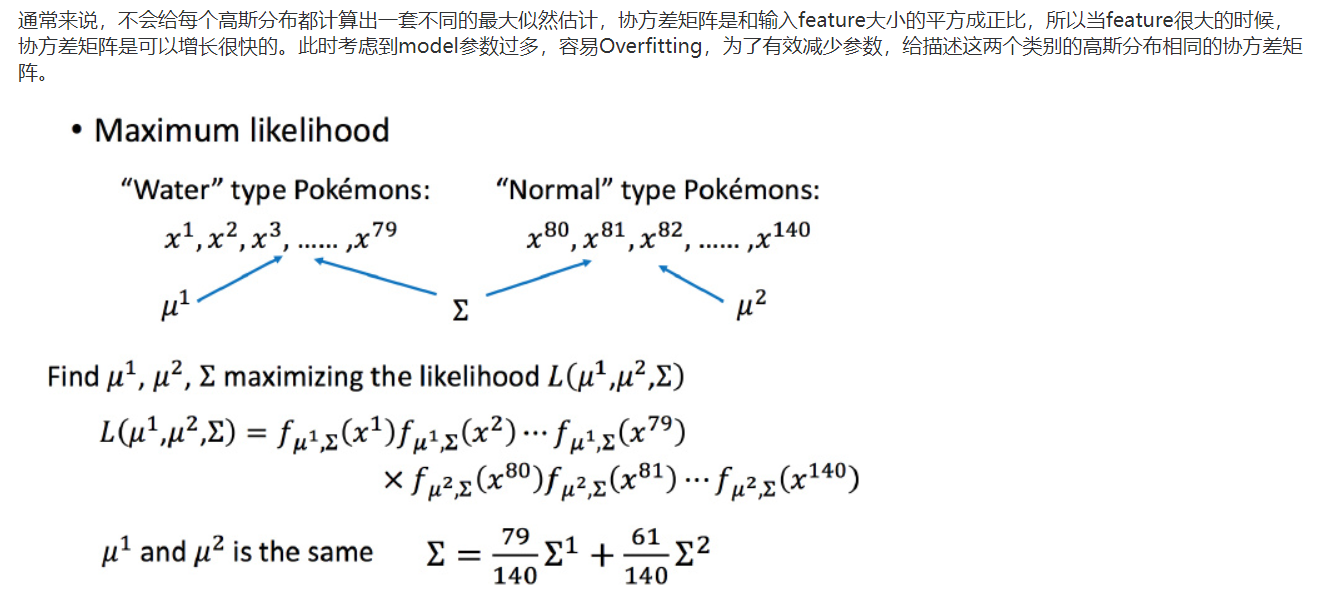 通常来说，不会给每个高斯分布都计算出一套不同的最大似然估计，协方差矩阵是和输入feature大小的平方成正比，所以当feature很大的时候，
协方差矩阵是可以增长很快的。此时考虑到model参数过多，容易Overfitting，为了有效减少参数，给描述这两个类别的高斯分布相同的协方差矩
阵。
• Maximum likelihood
“Water” type Pokémons: “Normal” type Pokémons:
x¹, x², x³, ...... , x⁷⁹ x⁸⁰, x⁸¹, x⁸², ...... , x¹⁴⁰
μ¹ Σ μ²
Find μ¹, μ², Σ maximizing the likelihood L(μ¹,μ²,Σ)
L(μ¹,μ²,Σ) = f_{μ¹,Σ}(x¹)f_{μ¹,Σ}(x²) ⋯ f_{μ¹,Σ}(x⁷⁹)
× f_{μ²,Σ}(x⁸⁰)f_{μ²,Σ}(x⁸¹) ⋯ f_{μ²,Σ}(x¹⁴⁰)
μ¹ and μ² is the same Σ = 79/140 Σ¹ + 61/140 Σ²